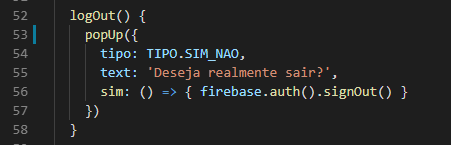 52 logOut() {
53 popUp({
54 tipo: TIPO.SIM_NAO,
55 text: 'Deseja realmente sair?',
56 sim: () => { firebase.auth().signOut() }
57 })
58 }